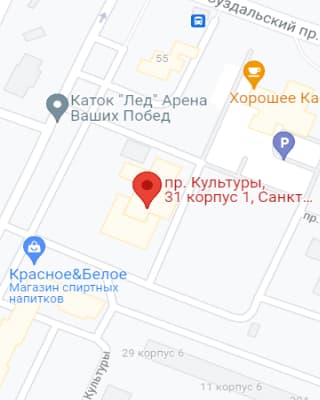 Суздальский пр.
55
Хорошее Ка
Каток "Лед" Арена
Ваших Побед
P
пр. Культуры,
31 корпус 1, Санкт...
пр.
Красное&Белое
Магазин спиртных
напитков
29 корпус 6
Культуры
11 корпус 6